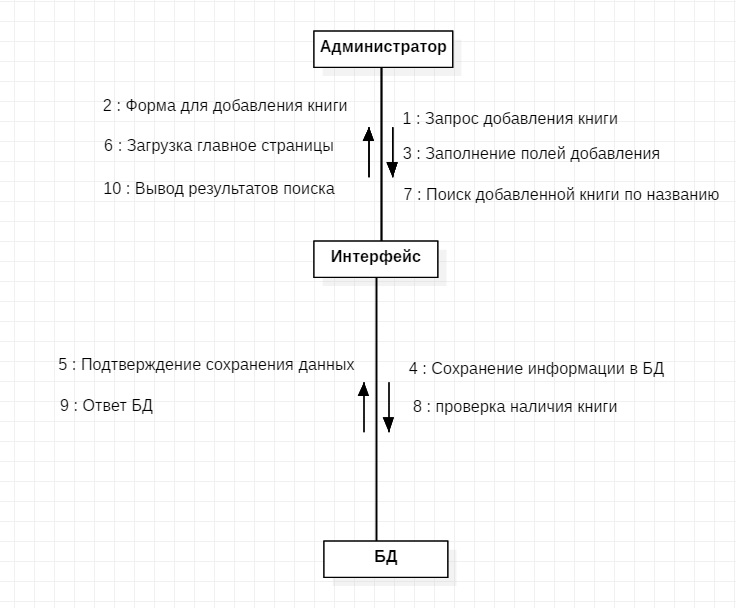 Администратор
2 : Форма для добавления книги
1 : Запрос добавления книги
6 : Загрузка главное страницы
3 : Заполнение полей добавления
10 : Вывод результатов поиска
7 : Поиск добавленной книги по названию
Интерфейс
5 : Подтверждение сохранения данных
4 : Сохранение информации в БД
9 : Ответ БД
8 : проверка наличия книги
БД